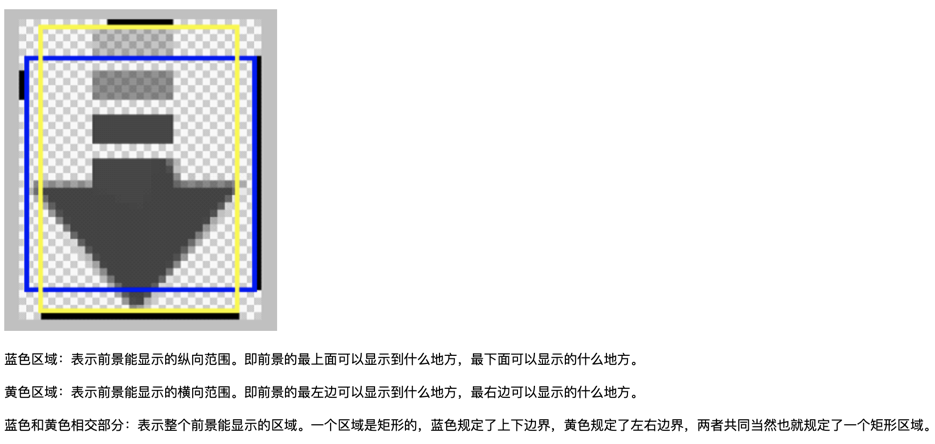 蓝色区域：表示前景能显示的纵向范围。即前景的最上面可以显示到什么地方，最下面可以显示的什么地方。
黄色区域：表示前景能显示的横向范围。即前景的最左边可以显示到什么地方，最右边可以显示的什么地方。
蓝色和黄色相交部分：表示整个前景能显示的区域。一个区域是矩形的，蓝色规定了上下边界，黄色规定了左右边界，两者共同当然也就规定了一个矩形区域。